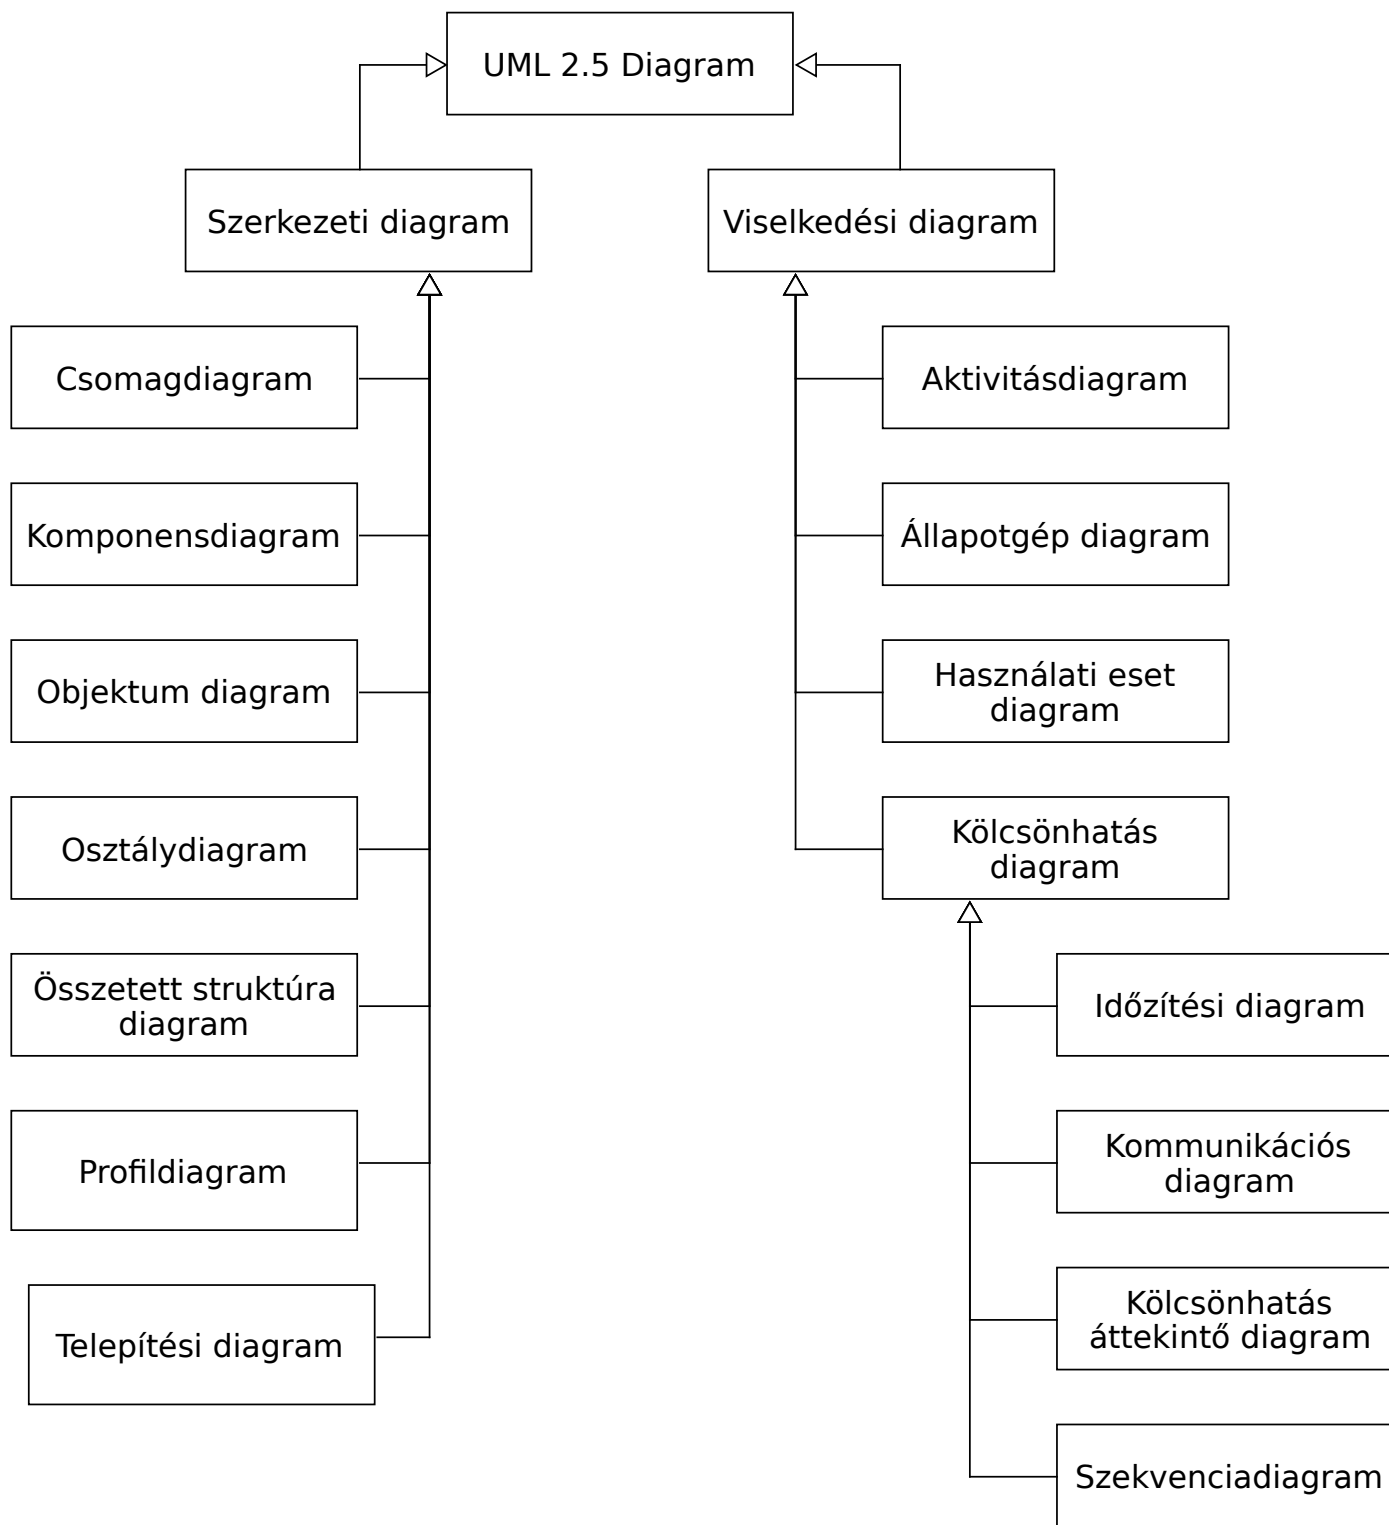 UML 2.5 Diagram
Szerkezeti diagram
Viselkedési diagram
Csomagdiagram
Aktivitásdiagram
Komponensdiagram
Állapotgép diagram
Objektum diagram
Használati eset
diagram
Osztálydiagram
Kölcsönhatás
diagram
Összetett struktúra
diagram
Időzítési diagram
Profildiagram
Kommunikációs
diagram
Telepítési diagram
Kölcsönhatás
áttekintő diagram
Szekvenciadiagram